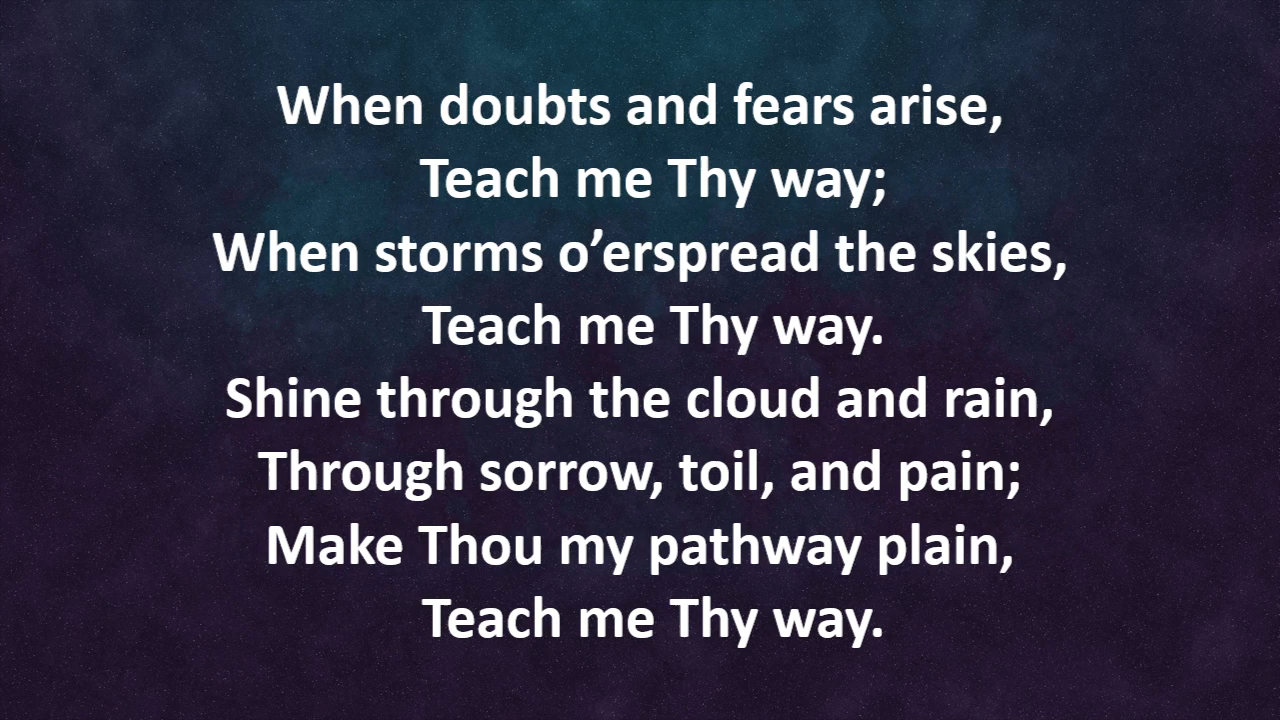 When doubts and fears arise,
Teach me Thy way;
When storms o’erspread the skies,
Teach me Thy way.
Shine through the cloud and rain,
Through sorrow, toil, and pain;
Make Thou my pathway plain,
Teach me Thy way.